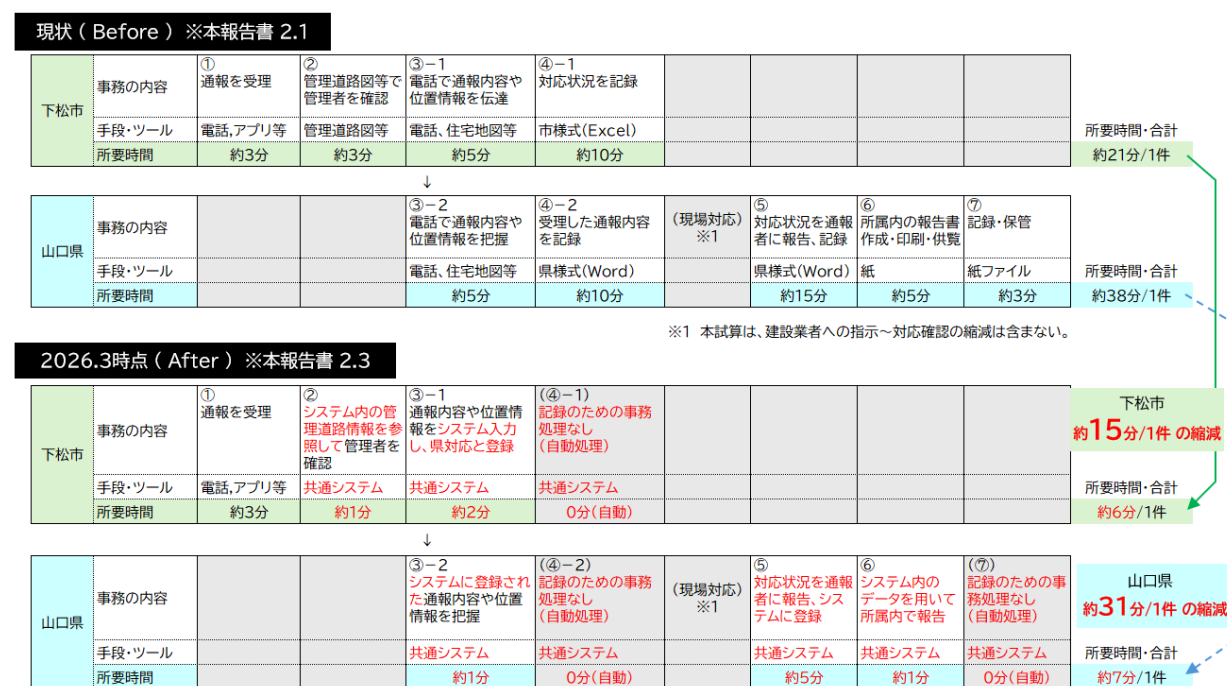 現状（Before）※本報告書 2.1
下松市
事務の内容
①
通報を受理
②
管理道路図等で
管理者を確認
③－1
電話で通報内容や
位置情報を伝達
④－1
対応状況を記録
手段・ツール
電話,アプリ等
管理道路図等
電話、住宅地図等
市様式(Excel)
所要時間・合計
所要時間
約3分
約3分
約5分
約10分
約21分/1件
↓
山口県
事務の内容
③－2
電話で通報内容や
位置情報を把握
④－2
受理した通報内容
を記録
（現場対応）
※1
⑤
対応状況を通報
者に報告、記録
⑥
所属内の報告書
作成・印刷・供覧
⑦
記録・保管
手段・ツール
電話、住宅地図等
県様式(Word)
県様式(Word)
紙
紙ファイル
所要時間・合計
所要時間
約5分
約10分
約15分
約5分
約3分
約38分/1件
※1 本試算は、建設業者への指示～対応確認の縮減は含まない。
2026.3時点（After）※本報告書 2.3
下松市
事務の内容
①
通報を受理
②
システム内の管
理道路情報を参
照して管理者を
確認
③－1
通報内容や位置情
報をシステム入力
し、県対応と登録
(④－1)
記録のための事務
処理なし
(自動処理)
下松市
約15分/1件 の縮減
手段・ツール
電話,アプリ等
共通システム
共通システム
共通システム
所要時間・合計
所要時間
約3分
約1分
約2分
0分(自動)
約6分/1件
↓
山口県
事務の内容
③－2
システムに登録され
た通報内容や位置
情報を把握
(④－2)
記録のための事務
処理なし
(自動処理)
（現場対応）
※1
⑤
対応状況を通報
者に報告、シス
テムに登録
⑥
システム内の
データを用いて
所属内で報告
(⑦)
記録のための事
務処理なし
(自動処理)
山口県
約31分/1件 の縮減
手段・ツール
共通システム
共通システム
共通システム
共通システム
共通システム
所要時間・合計
所要時間
約1分
0分(自動)
約5分
約1分
0分(自動)
約7分/1件